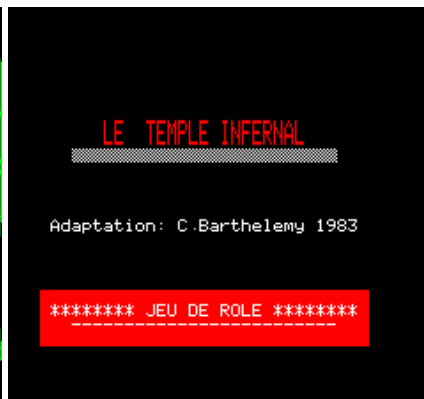 LE TEMPLE INFERNAL
Adaptation: C.Barthelemy 1983
******** JEU DE ROLE ********